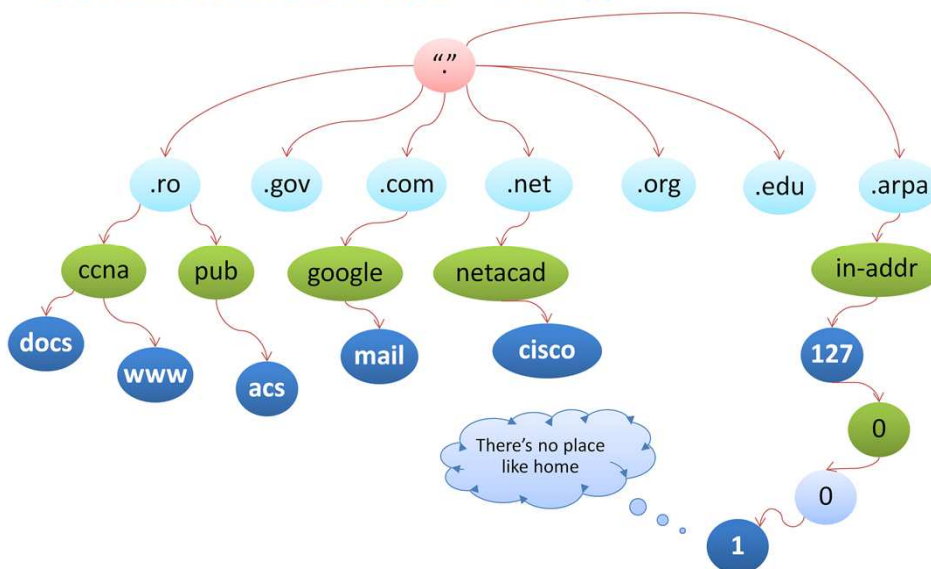 “.”
.ro
.gov
.com
.net
.org
.edu
.arpa
ccna
pub
google
netacad
in-addr
docs
www
acs
mail
cisco
127
0
There’s no place
like home
0
1